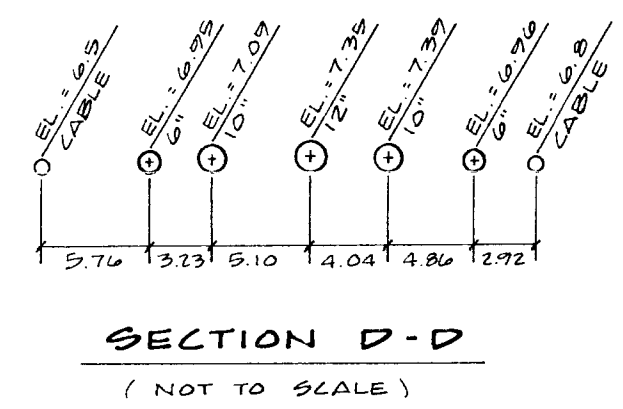 EL. = 6.5
CABLE
EL. = 6.95
6"
EL. = 7.09
10"
EL. = 7.35
12"
EL. = 7.39
10"
EL. = 6.96
6"
EL. = 6.8
CABLE
5.76 3.23 5.10 4.04 4.86 2.92
SECTION D-D
( NOT TO SCALE )